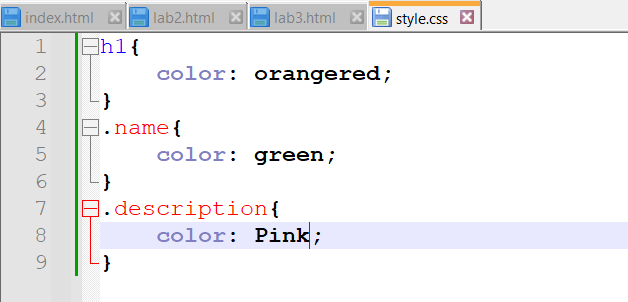 index.html lab2.html lab3.html style.css
1 h1{
2 color: orangered;
3 }
4 .name{
5 color: green;
6 }
7 .description{
8 color: Pink;
9 }